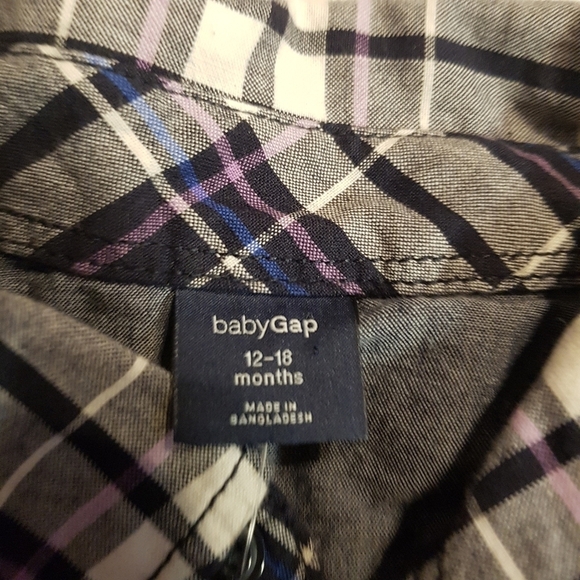 babyGap
12-18
months
MADE IN
BANGLADESH